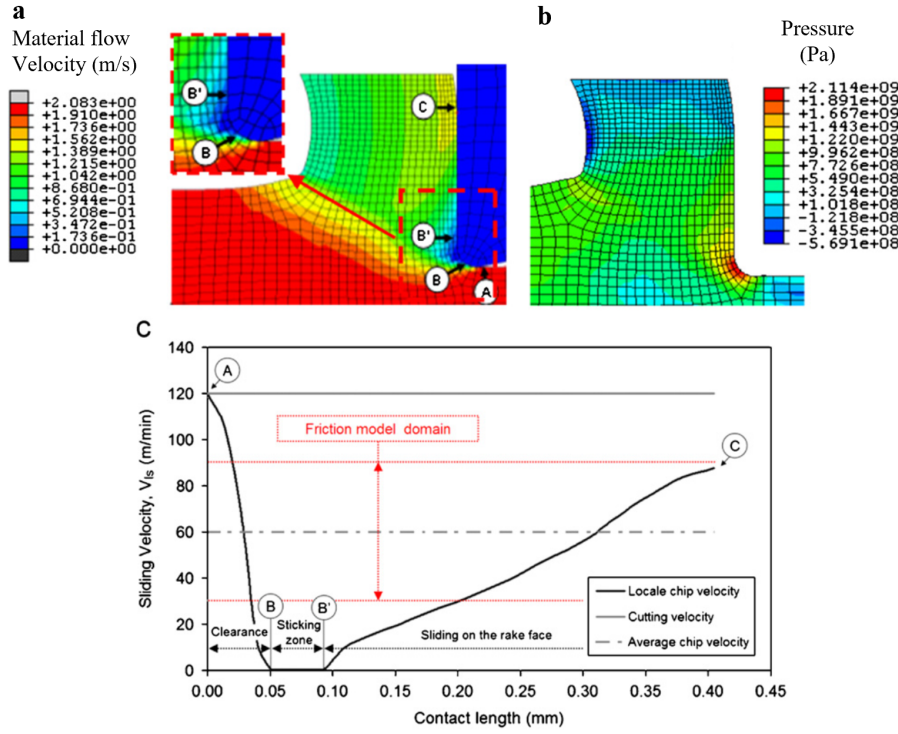 a
Material flow
Velocity (m/s)
+2.083e+00
+1.910e+00
+1.736e+00
+1.562e+00
+1.389e+00
+1.215e+00
+1.042e+00
+8.680e-01
+6.944e-01
+5.208e-01
+3.472e-01
+1.736e-01
+0.000e+00
B'
B
C
B'
B
A
b
Pressure
(Pa)
+2.114e+09
+1.891e+09
+1.667e+09
+1.443e+09
+1.220e+09
+9.962e+08
+7.726e+08
+5.490e+08
+3.254e+08
+1.018e+08
-1.218e+08
-3.455e+08
-5.691e+08
C
Sliding Velocity, Vls (m/min)
140
120
100
80
60
40
20
0
A
Friction model domain
C
B
B'
Clearance
Sticking
zone
Sliding on the rake face
Locale chip velocity
Cutting velocity
Average chip velocity
0.00
0.05
0.10
0.15
0.20
0.25
0.30
0.35
0.40
0.45
Contact length (mm)